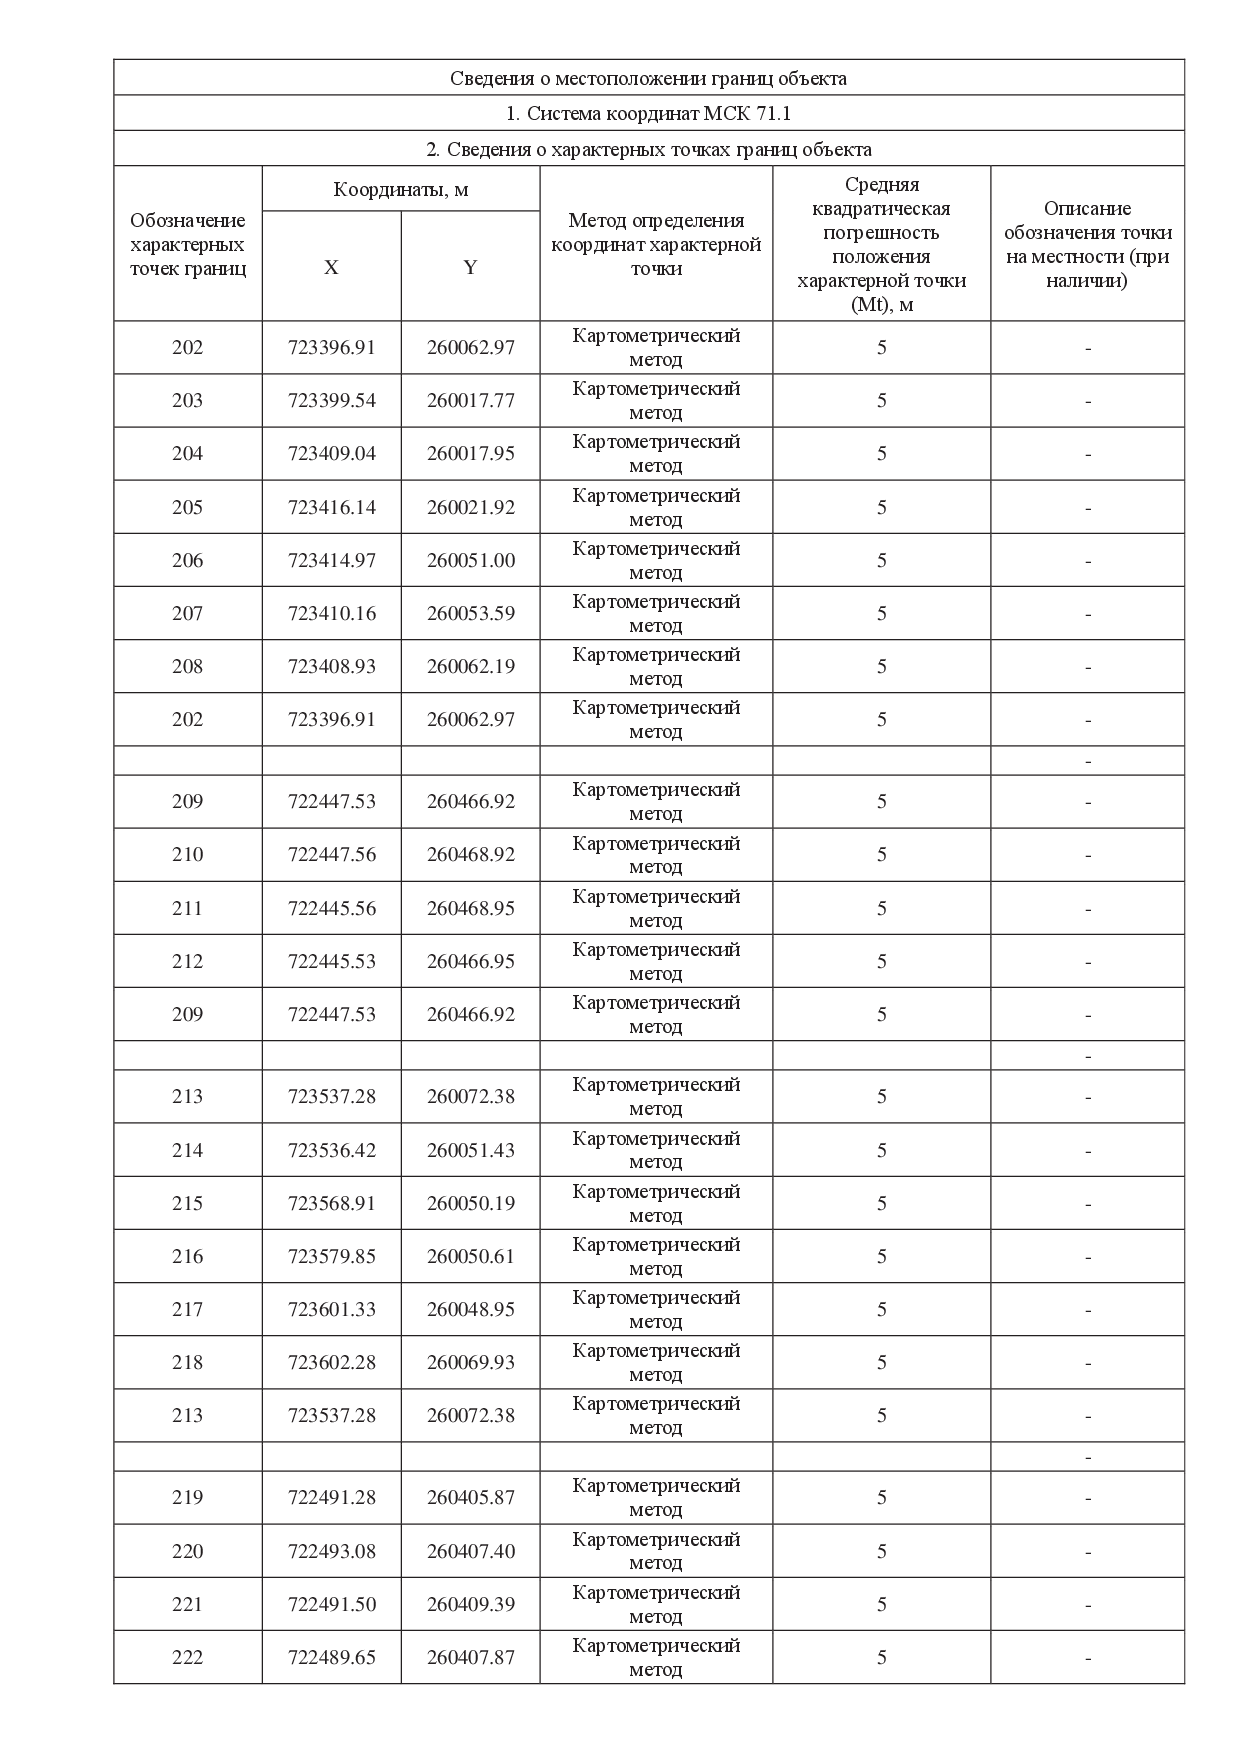 Сведения о местоположении границ объекта
1. Система координат МСК 71.1
2. Сведения о характерных точках границ объекта
Обозначение
характерных
точек границ
Координаты, м
X
Y
Метод определения
координат характерной
точки
Средняя
квадратическая
погрешность
положения
характерной точки
(Mt), м
Описание
обозначения точки
на местности (при
наличии)
202 723396.91 260062.97 Картометрический
метод 5 -
203 723399.54 260017.77 Картометрический
метод 5 -
204 723409.04 260017.95 Картометрический
метод 5 -
205 723416.14 260021.92 Картометрический
метод 5 -
206 723414.97 260051.00 Картометрический
метод 5 -
207 723410.16 260053.59 Картометрический
метод 5 -
208 723408.93 260062.19 Картометрический
метод 5 -
202 723396.91 260062.97 Картометрический
метод 5 -
-
209 722447.53 260466.92 Картометрический
метод 5 -
210 722447.56 260468.92 Картометрический
метод 5 -
211 722445.56 260468.95 Картометрический
метод 5 -
212 722445.53 260466.95 Картометрический
метод 5 -
209 722447.53 260466.92 Картометрический
метод 5 -
-
213 723537.28 260072.38 Картометрический
метод 5 -
214 723536.42 260051.43 Картометрический
метод 5 -
215 723568.91 260050.19 Картометрический
метод 5 -
216 723579.85 260050.61 Картометрический
метод 5 -
217 723601.33 260048.95 Картометрический
метод 5 -
218 723602.28 260069.93 Картометрический
метод 5 -
213 723537.28 260072.38 Картометрический
метод 5 -
-
219 722491.28 260405.87 Картометрический
метод 5 -
220 722493.08 260407.40 Картометрический
метод 5 -
221 722491.50 260409.39 Картометрический
метод 5 -
222 722489.65 260407.87 Картометрический
метод 5 -